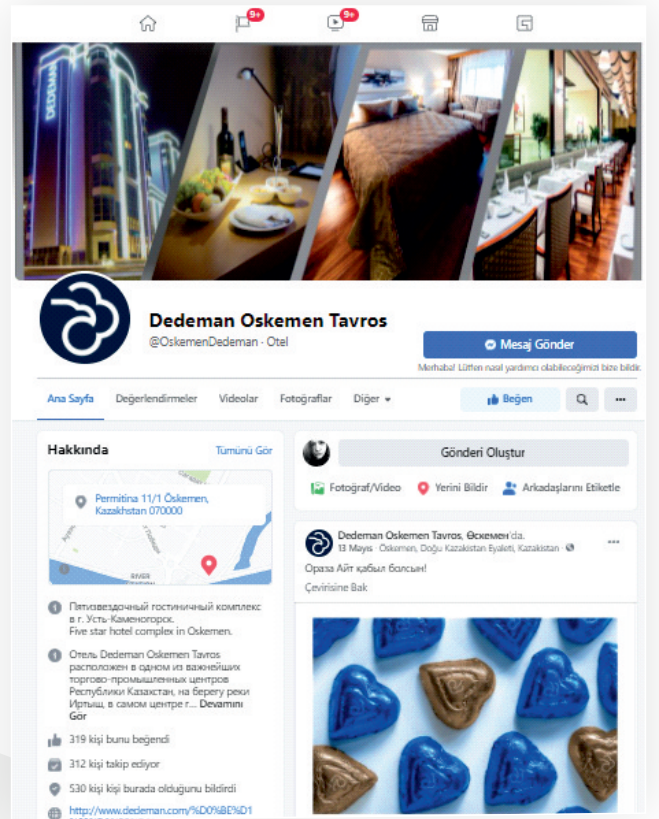 9+
9+
DEDEMAN
Dedeman Oskemen Tavros
@OskemenDedeman · Otel
Mesaj Gönder
Merhaba! Lütfen nasıl yardımcı olabileceğimizi bize bildir.
Ana Sayfa Değerlendirmeler Videolar Fotoğraflar Diğer
Beğen
Hakkında
Tümünü Gör
Permitina 11/1 Öskemen,
Kazakhstan 070000
RIVER
Пятизвездочный гостиничный комплекс
в г. Усть-Каменогорск.
Five star hotel complex in Oskemen.
Отель Dedeman Oskemen Tavros
расположен в одном из важнейших
торгово-промышленных центров
Республики Казахстан, на берегу реки
Иртыш, в самом центре г... Devamını
Gör
319 kişi bunu beğendi
312 kişi takip ediyor
530 kişi kişi burada olduğunu bildirdi
http://www.dedeman.com/%D0%BE%D1
Gönderi Oluştur
Fotoğraf/Video Yerini Bildir Arkadaşlarını Etiketle
Dedeman Oskemen Tavros, Өскемен'da.
13 Mayıs · Öskemen, Doğu Kazakistan Eyaleti, Kazakistan ·
Ораза Айт қабыл болсын!
Çevirisine Bak